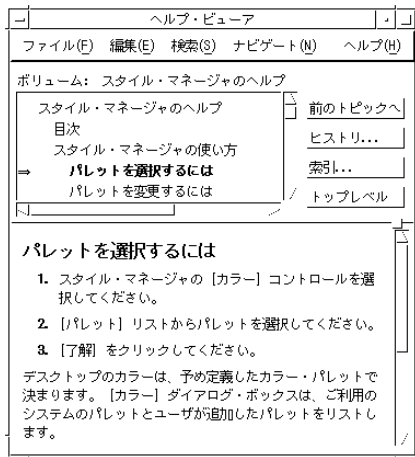 ヘルプ・ビューア
ファイル(F) 編集(E) 検索(S) ナビゲート(N) ヘルプ(H)
ボリューム: スタイル・マネージャのヘルプ
スタイル・マネージャのヘルプ
目次
スタイル・マネージャの使い方
⇒ パレットを選択するには
パレットを変更するには
前のトピックへ
ヒストリ...
索引...
トップレベル
パレットを選択するには
1. スタイル・マネージャの [カラー] コントロールを選
択してください。
2. [パレット] リストからパレットを選択してください。
3. [了解] をクリックしてください。
デスクトップのカラーは、予め定義したカラー・パレットで
決まります。 [カラー] ダイアログ・ボックスは、ご利用の
システムのパレットとユーザが追加したパレットをリストし
ます。